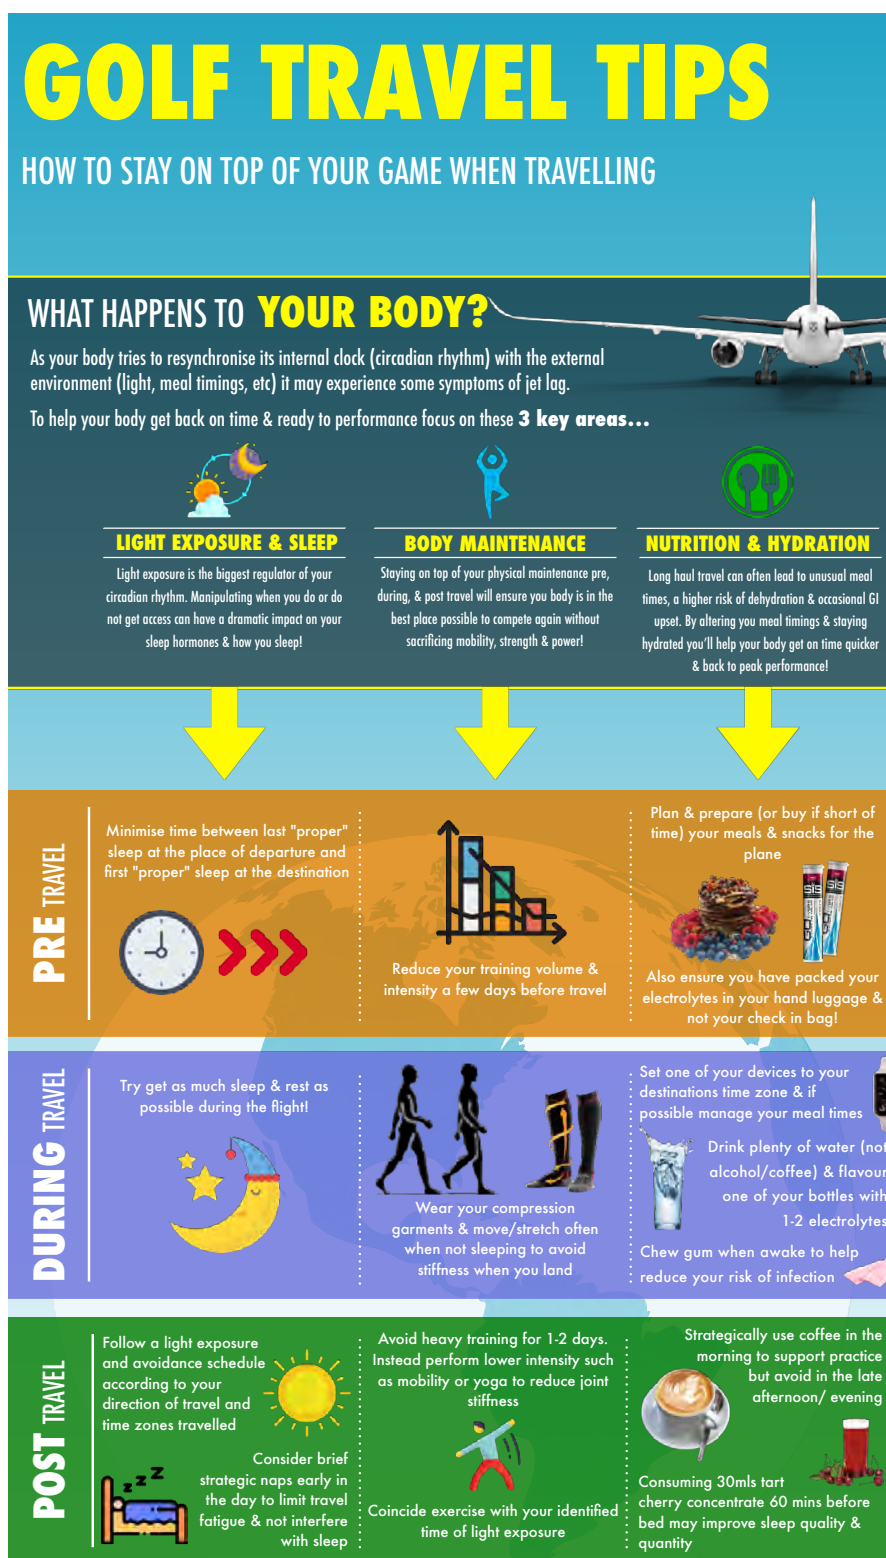 GOLF TRAVEL TIPS
HOW TO STAY ON TOP OF YOUR GAME WHEN TRAVELLING
WHAT HAPPENS TO YOUR BODY?
As your body tries to resynchronise its internal clock (circadian rhythm) with the external
environment (light, meal timings, etc) it may experience some symptoms of jet lag.
To help your body get back on time & ready to performance focus on these 3 key areas...
LIGHT EXPOSURE & SLEEP
Light exposure is the biggest regulator of your
circadian rhythm. Manipulating when you do or do
not get access can have a dramatic impact on your
sleep hormones & how you sleep!
BODY MAINTENANCE
Staying on top of your physical maintenance pre,
during, & post travel will ensure you body is in the
best place possible to compete again without
sacrificing mobility, strength & power!
NUTRITION & HYDRATION
Long haul travel can often lead to unusual meal
times, a higher risk of dehydration & occasional GI
upset. By altering you meal timings & staying
hydrated you'll help your body get on time quicker
& back to peak performance!
PRE TRAVEL
Minimise time between last "proper"
sleep at the place of departure and
first "proper" sleep at the destination
Reduce your training volume &
intensity a few days before travel
Plan & prepare (or buy if short of
time) your meals & snacks for the
plane
SiS
GO
SiS
Also ensure you have packed your
electrolytes in your hand luggage &
not your check in bag!
DURING TRAVEL
Try get as much sleep & rest as
possible during the flight!
Wear your compression
garments & move/stretch often
when not sleeping to avoid
stiffness when you land
Set one of your devices to your
destinations time zone & if
possible manage your meal times
Drink plenty of water (not
alcohol/coffee) & flavour
one of your bottles with
1-2 electrolytes
Chew gum when awake to help
reduce your risk of infection
POST TRAVEL
Follow a light exposure
and avoidance schedule
according to your
direction of travel and
time zones travelled
z z z
Consider brief
strategic naps early in
the day to limit travel
fatigue & not interfere
with sleep
Avoid heavy training for 1-2 days.
Instead perform lower intensity such
as mobility or yoga to reduce joint
stiffness
Coincide exercise with your identified
time of light exposure
Strategically use coffee in the
morning to support practice
but avoid in the late
afternoon/ evening
Consuming 30mls tart
cherry concentrate 60 mins before
bed may improve sleep quality &
quantity